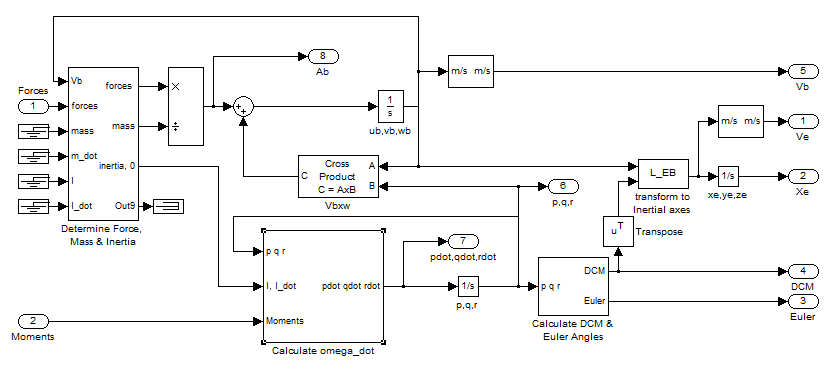 8
Ab
m/s m/s
5
Vb
Forces
1
Vb
forces
mass
m_dot
I
I_dot
forces
mass
inertia, 0
Out9
Determine Force,
Mass & Inertia
×
÷
+
+
1
s
ub,vb,wb
C
Cross
Product
C = AxB
A
B
Vbxw
m/s m/s
1
Ve
L_EB
transform to
Inertial axes
1/s
xe,ye,ze
2
Xe
6
p,q,r
u T
Transpose
7
pdot,qdot,rdot
p q r
I, I_dot
Moments
pdot qdot rdot
Calculate omega_dot
1/s
p,q,r
p q r
DCM
Euler
Calculate DCM &
Euler Angles
4
DCM
3
Euler
2
Moments